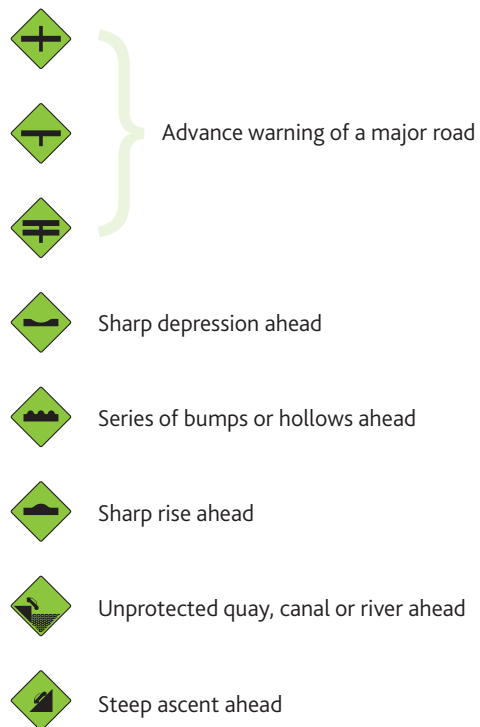 Advance warning of a major road
Sharp depression ahead
Series of bumps or hollows ahead
Sharp rise ahead
Unprotected quay, canal or river ahead
Steep ascent ahead